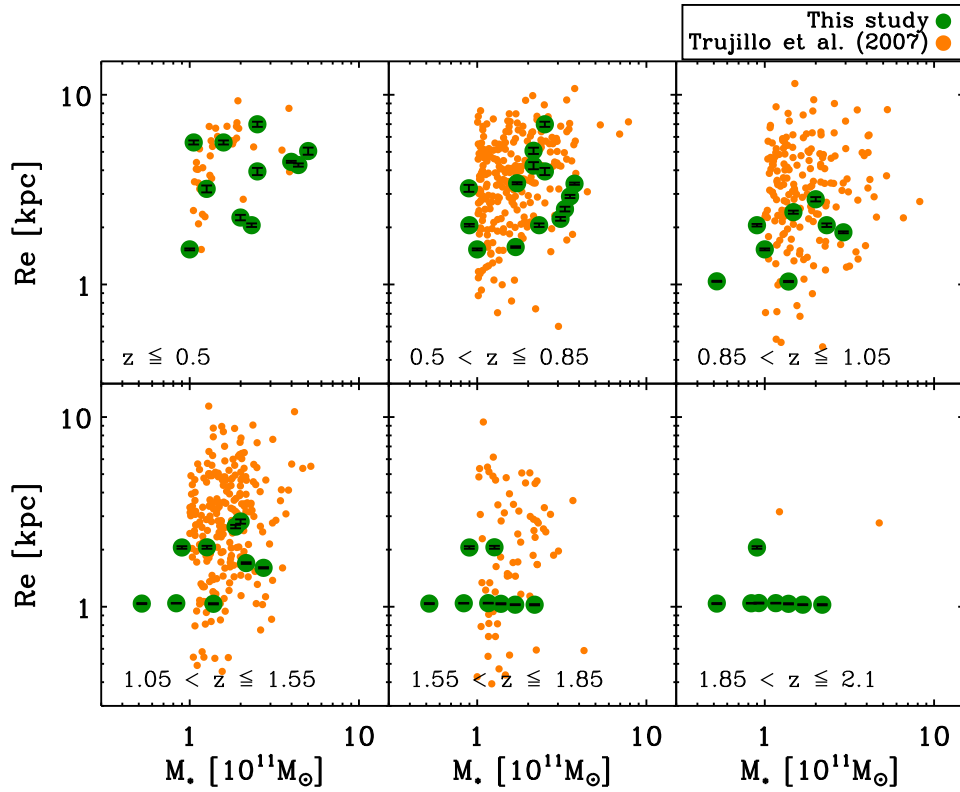 This study
Trujillo et al. (2007)
10
1
Re [kpc]
z ≦ 0.5
0.5 < z ≦ 0.85
0.85 < z ≦ 1.05
10
1
Re [kpc]
1.05 < z ≦ 1.55
1.55 < z ≦ 1.85
1.85 < z ≦ 2.1
1 10 1 10 1 10
M* [10¹¹M⊙] M* [10¹¹M⊙] M* [10¹¹M⊙]